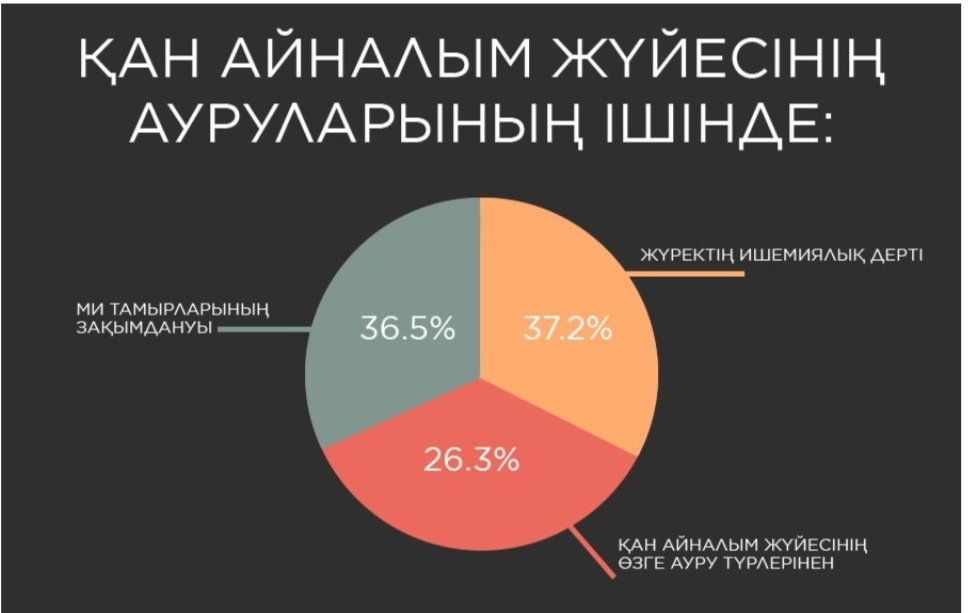 ҚАН АЙНАЛЫМ ЖҮЙЕСІНІҢ
АУРУЛАРЫНЫҢ ІШІНДЕ:
ЖҮРЕКТІҢ ИШЕМИЯЛЫҚ ДЕРТІ
МИ ТАМЫРЛАРЫНЫҢ
ЗАҚЫМДАНУЫ
36.5%
37.2%
26.3%
ҚАН АЙНАЛЫМ ЖҮЙЕСІНІҢ
ӨЗГЕ АУРУ ТҮРЛЕРІНЕН